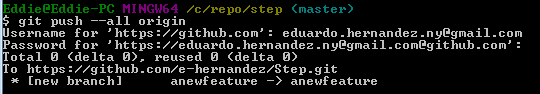 Eddie@Eddie-PC MINGW64 /c/repo/step (master)
$ git push --all origin
Username for 'https://github.com': eduardo.hernandez.ny@gmail.com
Password for 'https://eduardo.hernandez.ny@gmail.com@github.com':
Total 0 (delta 0), reused 0 (delta 0)
To https://github.com/e-hernandez/Step.git
 * [new branch]      anewfeature -> anewfeature